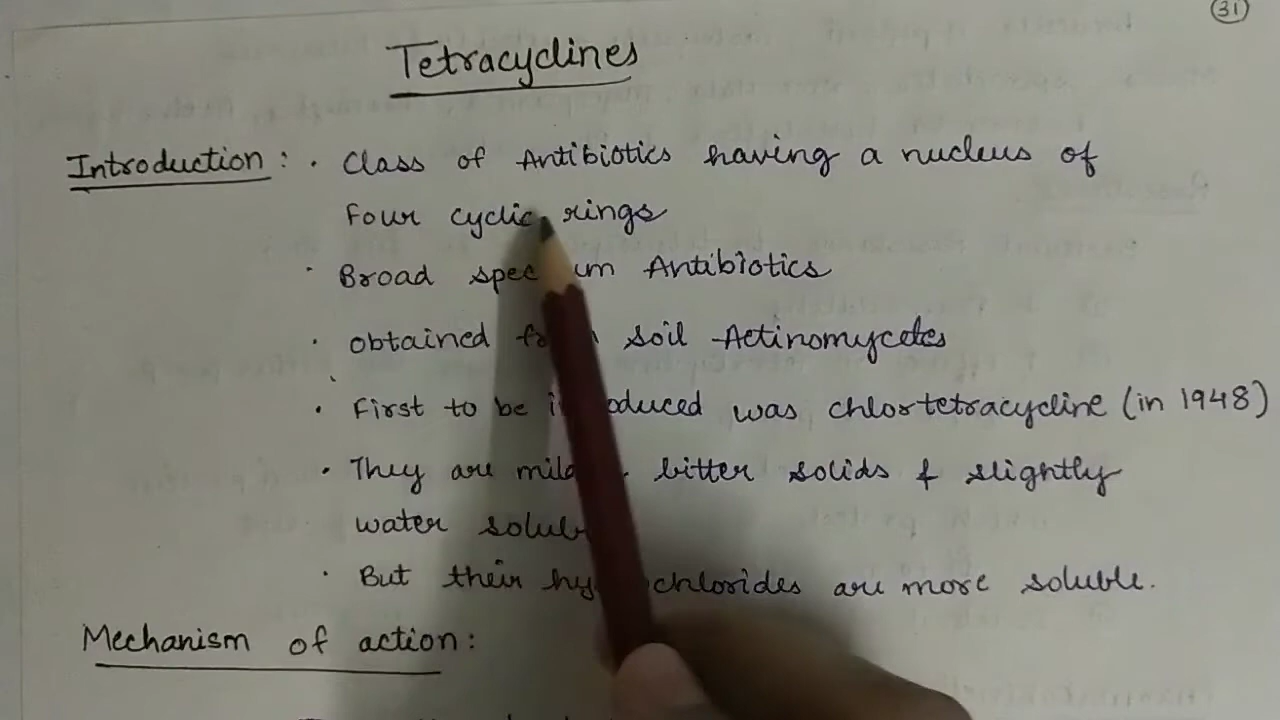 31
Tetracyclines
Introduction: • Class of Antibiotics having a nucleus of
Four cyclic rings
• Broad spec um Antibiotics
• obtained f Soil Actinomycetes
• First to be i oduced was chlortetracycline (in 1948)
• They are mild bitter solids & slightly
water solub
• But their hy chlorides are more soluble.
Mechanism of action: